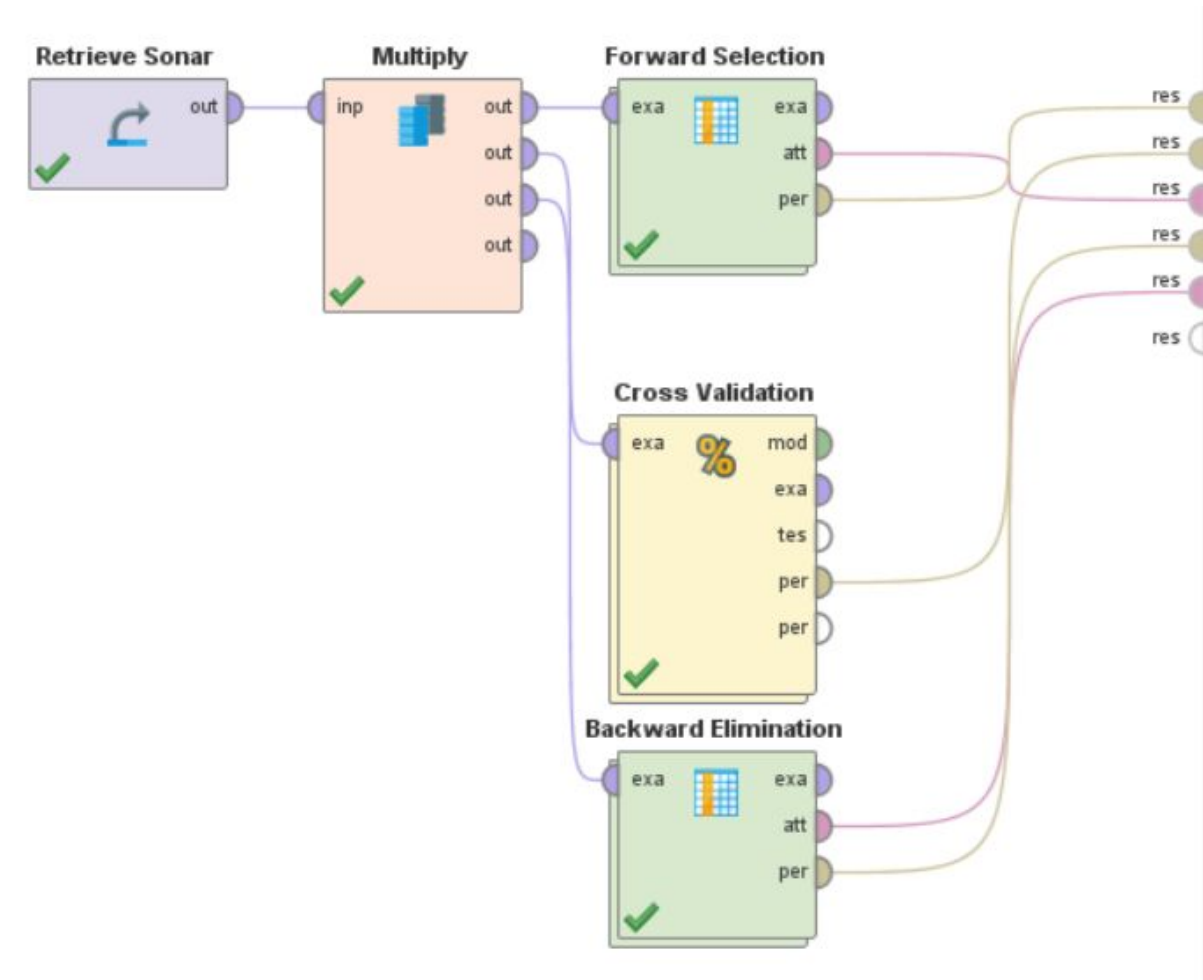 Retrieve Sonar
out
Multiply
inp
out
out
out
out
Forward Selection
exa
exa
att
per
res
res
res
res
res
res
Cross Validation
exa
%
mod
exa
tes
per
per
Backward Elimination
exa
exa
att
per